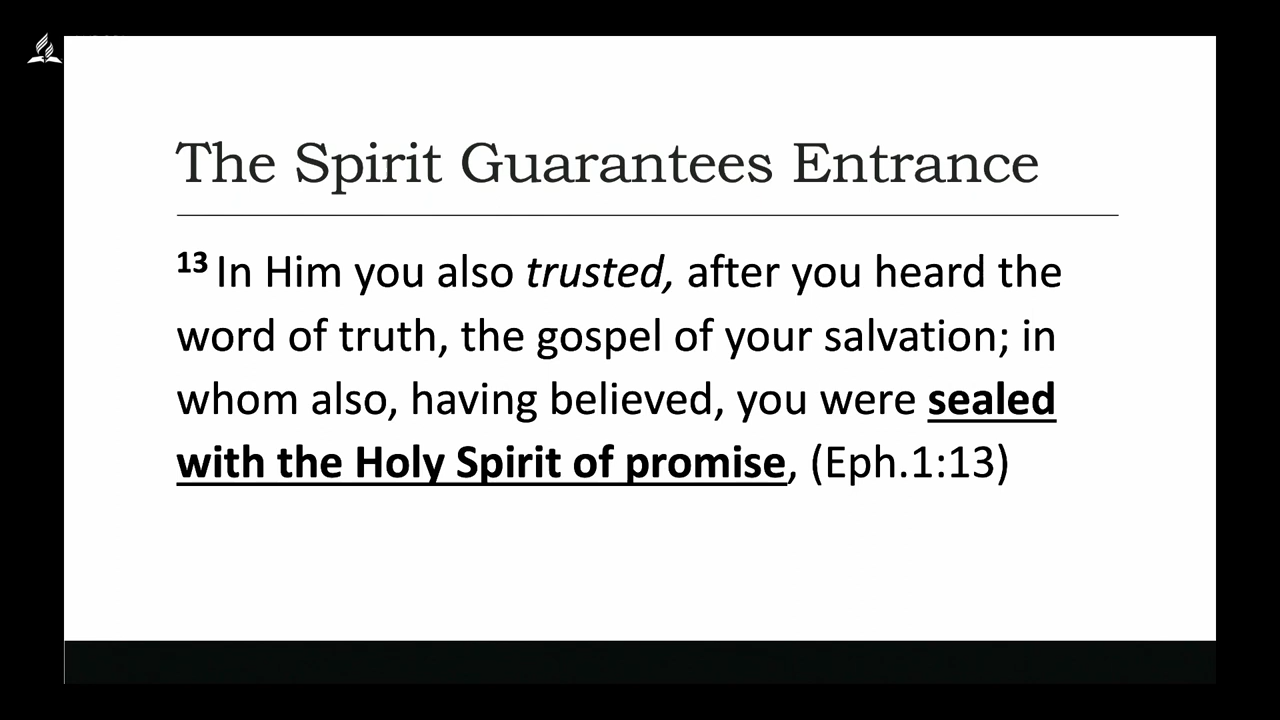 The Spirit Guarantees Entrance
13 In Him you also trusted, after you heard the
word of truth, the gospel of your salvation; in
whom also, having believed, you were sealed
with the Holy Spirit of promise, (Eph.1:13)